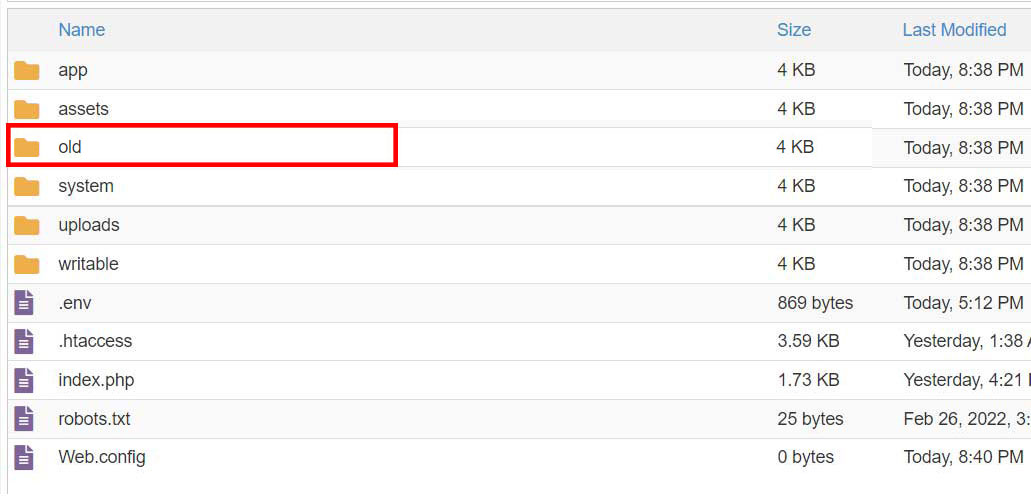 Name Size Last Modified
app 4 KB Today, 8:38 PM
assets 4 KB Today, 8:38 PM
old 4 KB Today, 8:38 PM
system 4 KB Today, 8:38 PM
uploads 4 KB Today, 8:38 PM
writable 4 KB Today, 8:38 PM
.env 869 bytes Today, 5:12 PM
.htaccess 3.59 KB Yesterday, 1:38
index.php 1.73 KB Yesterday, 4:21
robots.txt 25 bytes Feb 26, 2022, 3:
Web.config 0 bytes Today, 8:40 PM